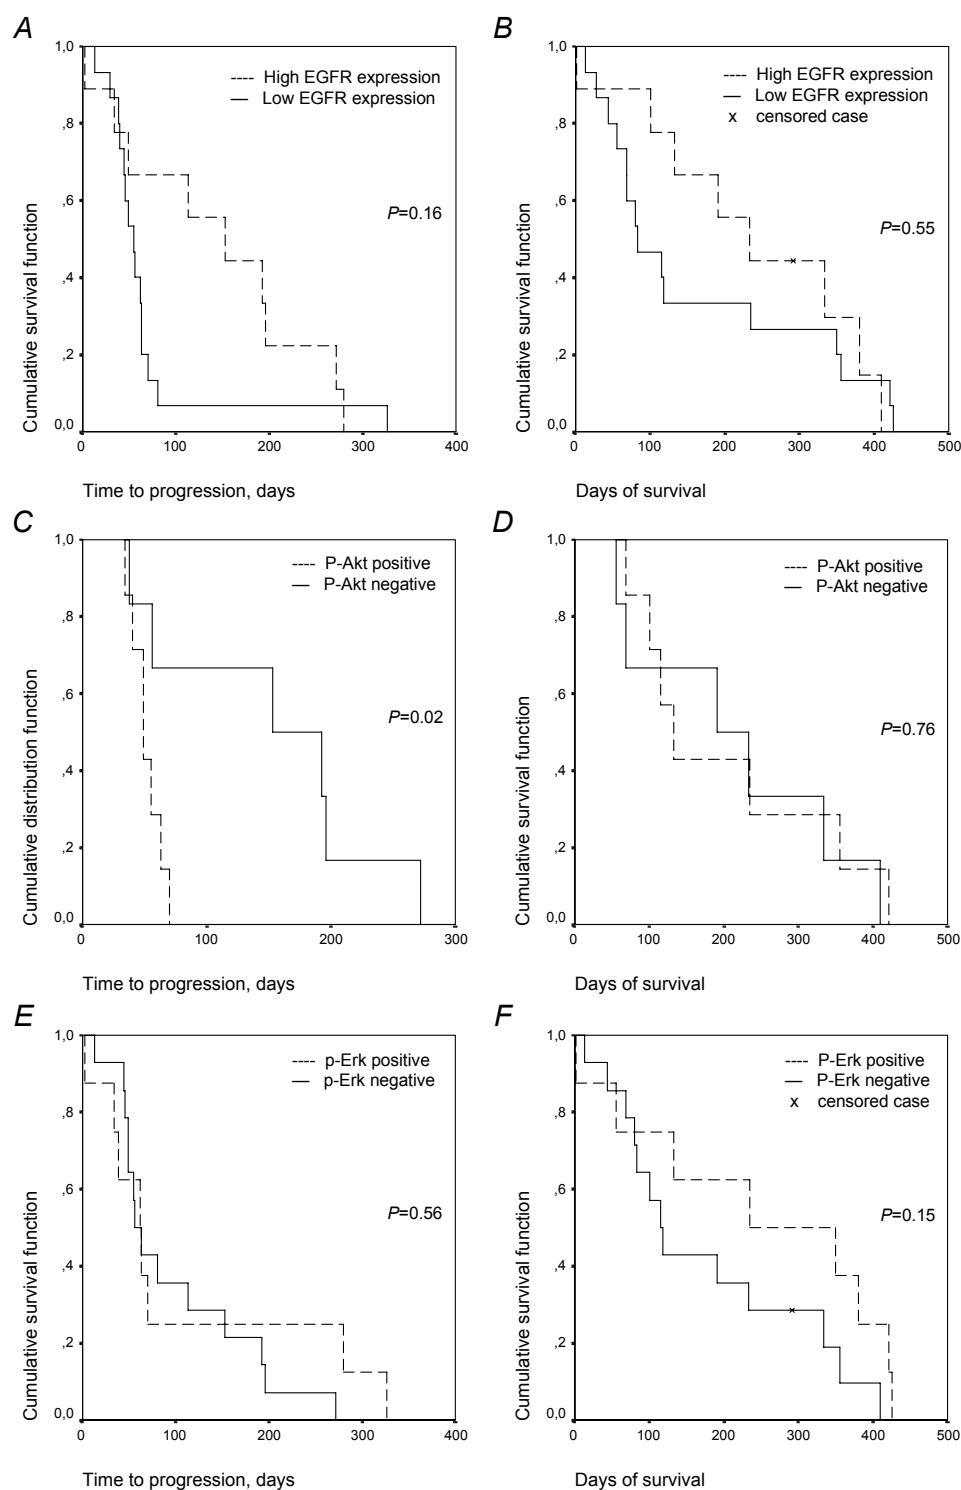 A
1,0
,8
,6
,4
,2
0,0
Cumulative survival function
---- High EGFR expression
— Low EGFR expression
P=0.16
0 100 200 300 400
Time to progression, days
B
1,0
,8
,6
,4
,2
0,0
Cumulative survival function
---- High EGFR expression
— Low EGFR expression
x censored case
P=0.55
0 100 200 300 400 500
Days of survival
C
1,0
,8
,6
,4
,2
0,0
Cumulative distribution function
---- P-Akt positive
— P-Akt negative
P=0.02
0 100 200 300
Time to progression, days
D
1,0
,8
,6
,4
,2
0,0
Cumulative survival function
---- P-Akt positive
— P-Akt negative
P=0.76
0 100 200 300 400 500
Days of survival
E
1,0
,8
,6
,4
,2
0,0
Cumulative survival function
---- p-Erk positive
— p-Erk negative
P=0.56
0 100 200 300 400
Time to progression, days
F
1,0
,8
,6
,4
,2
0,0
Cumulative survival function
---- P-Erk positive
— P-Erk negative
x censored case
P=0.15
0 100 200 300 400 500
Days of survival